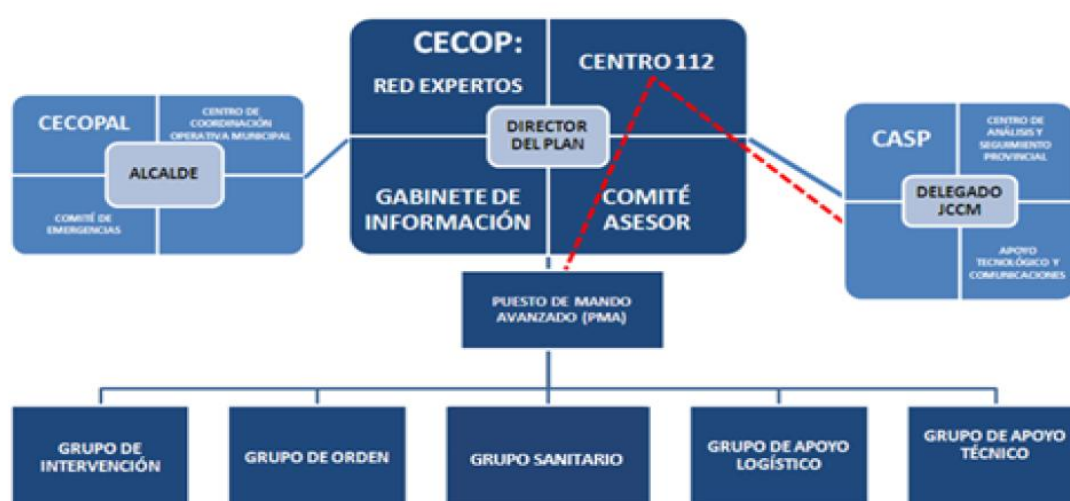 CECOP:
RED EXPERTOS
CENTRO 112
DIRECTOR
DEL PLAN
GABINETE DE
INFORMACIÓN
COMITÉ
ASESOR
CECOPAL
CENTRO DE
COORDINACIÓN
OPERATIVA MUNICIPAL
ALCALDE
COMITÉ DE
EMERGENCIAS
CASP
CENTRO DE
ANÁLISIS Y
SEGUIMIENTO
PROVINCIAL
DELEGADO
JCCM
APOYO
TECNOLÓGICO Y
COMUNICACIONES
PUESTO DE MANDO
AVANZADO (PMA)
GRUPO DE
INTERVENCIÓN
GRUPO DE ORDEN
GRUPO SANITARIO
GRUPO DE APOYO
LOGÍSTICO
GRUPO DE APOYO
TÉCNICO